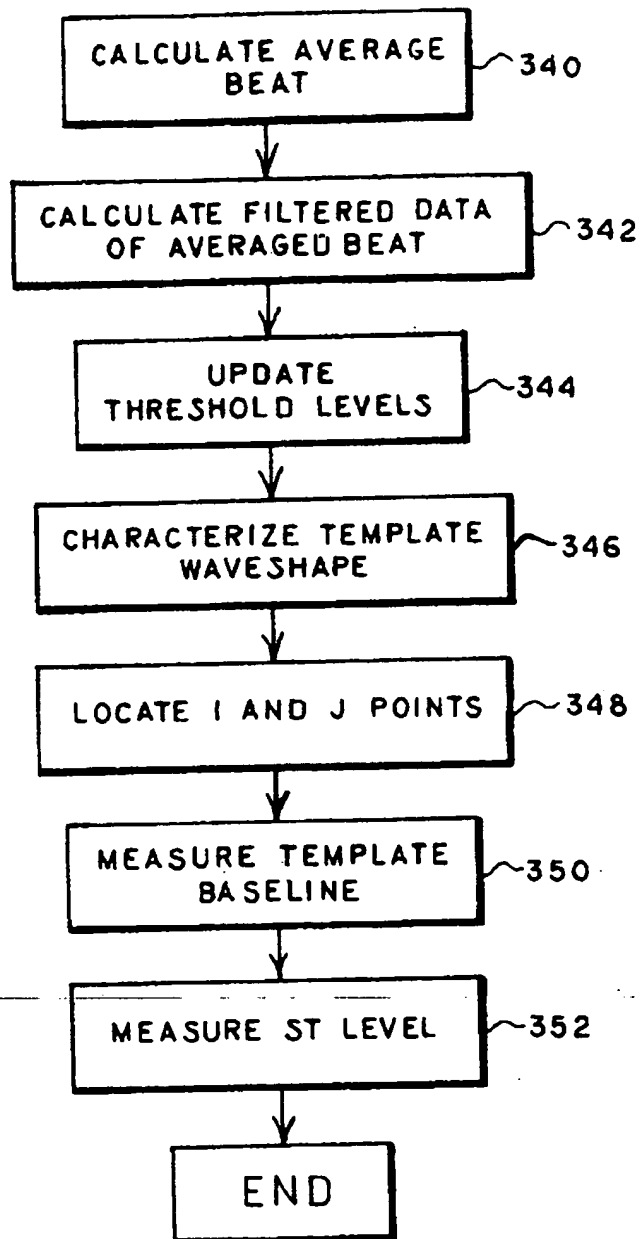 CALCULATE AVERAGE
BEAT
340
CALCULATE FILTERED DATA
OF AVERAGED BEAT
342
UPDATE
THRESHOLD LEVELS
344
CHARACTERIZE TEMPLATE
WAVESHAPE
346
LOCATE I AND J POINTS
348
MEASURE TEMPLATE
BASELINE
350
MEASURE ST LEVEL
352
END